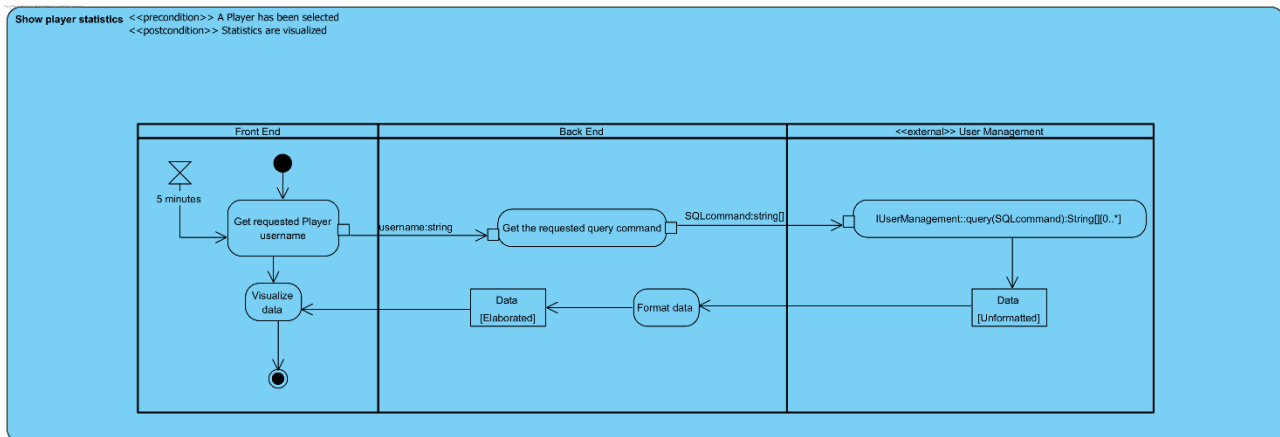 Show player statistics <<precondition>> A Player has been selected
<<postcondition>> Statistics are visualized
Front End
Back End
<<external>> User Management
5 minutes
Get requested Player
username
username:string
Get the requested query command
SQLcommand:string[]
IUserManagement::query(SQLcommand):String[][0..*]
Visualize
data
Data
[Elaborated]
Format data
Data
[Unformatted]